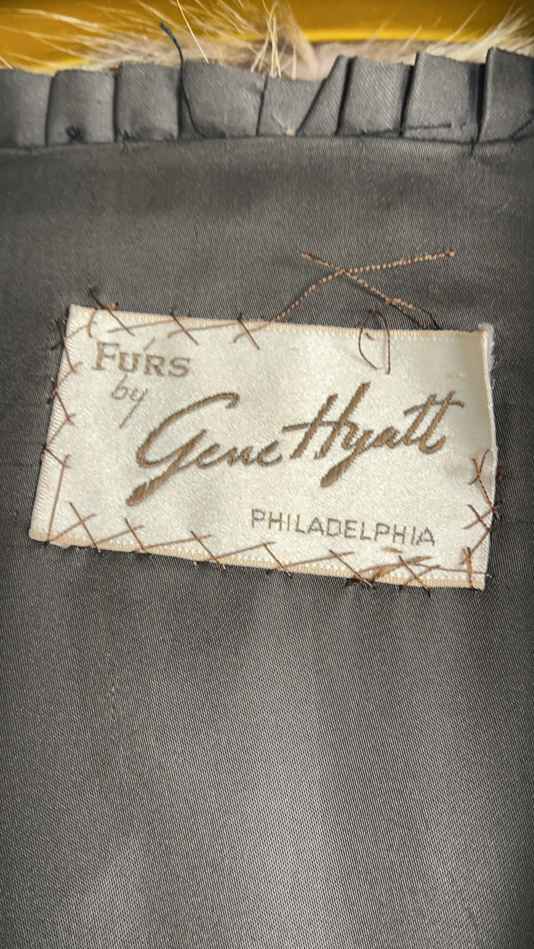 FURS
by
Gene Hyatt
PHILADELPHIA